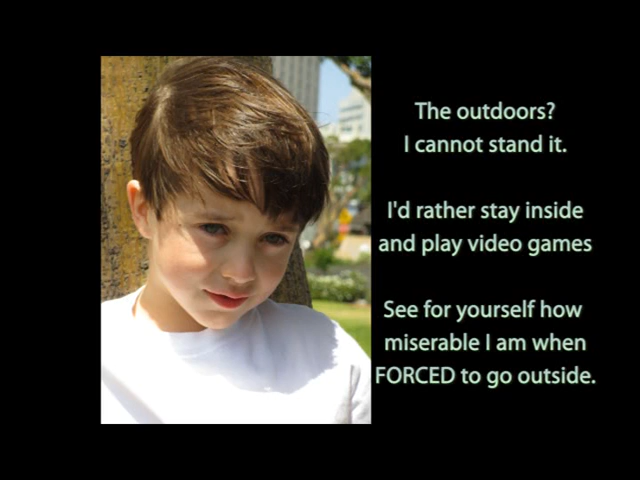 The outdoors?
I cannot stand it.
I'd rather stay inside
and play video games
See for yourself how
miserable I am when
FORCED to go outside.